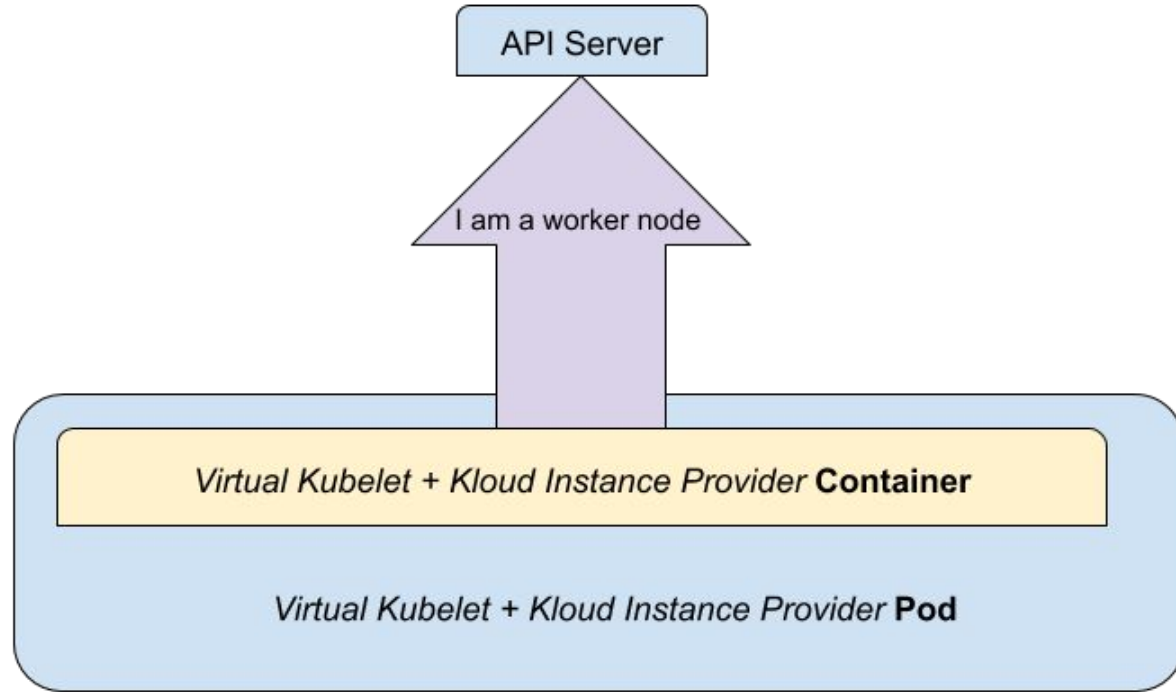 API Server
I am a worker node
Virtual Kubelet + Kloud Instance Provider Container
Virtual Kubelet + Kloud Instance Provider Pod